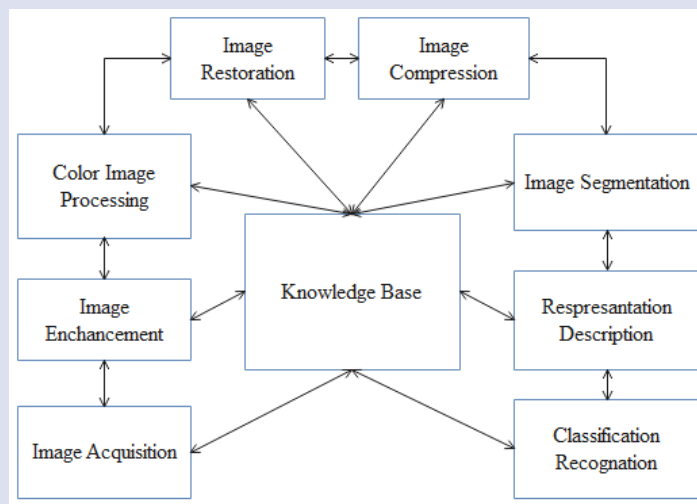 Image
Restoration
Image
Compression
Color Image
Processing
Image Segmentation
Knowledge Base
Image
Enchancement
Respresantation
Description
Image Acquisition
Classification
Recognation